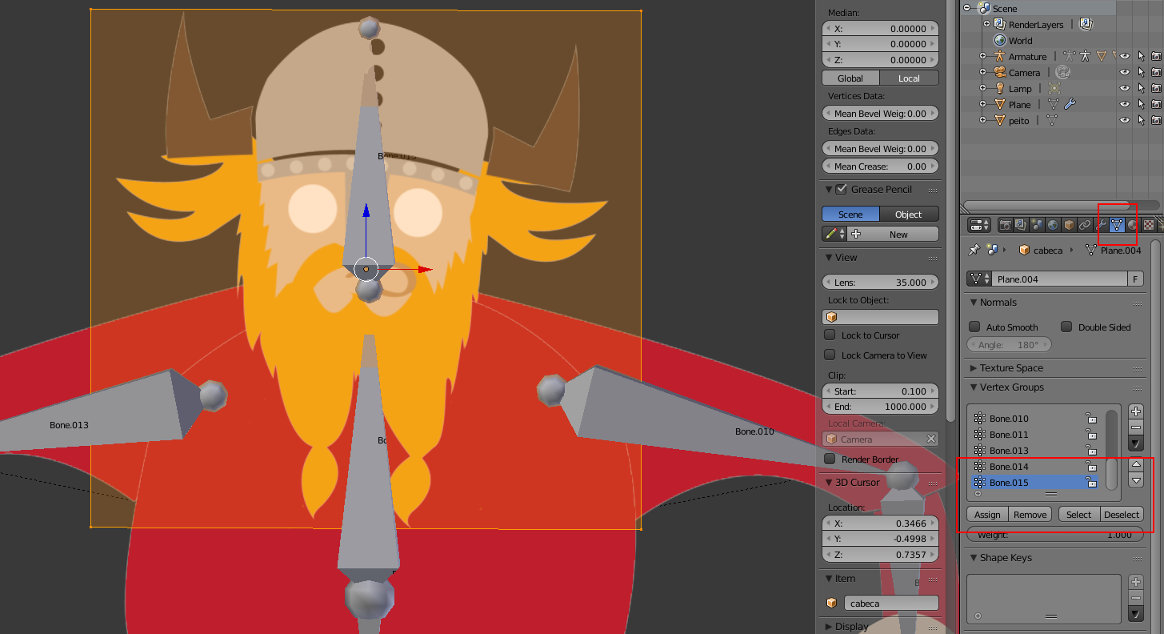 Bone.015
Bone.013
Bo
Bone.010
8
Median:
X: 0.00000
Y: 0.00000
Z: 0.00000
Global Local
Vertices Data:
Mean Bevel Weig: 0.00
Edges Data:
Mean Bevel Weig: 0.00
Mean Crease: 0.00
Grease Pencil
Scene Object
New
View
Lens: 35.000
Lock to Object:
Lock to Cursor
Lock Camera to View
Clip:
Start: 0.100
End: 1000.000
Local Camera:
Camera
Render Border
3D Cursor
Location:
X: 0.3466
Y: -0.4998
Z: 0.7357
Item
cabeca
Display
Scene
RenderLayers
World
Armature
Camera
Lamp
Plane
peito
cabeca Plane.004
Plane.004 F
Normals
Auto Smooth Double Sided
Angle: 180°
Texture Space
Vertex Groups
Bone.010
Bone.011
Bone.013
Bone.014
Bone.015
Assign Remove Select Deselect
Weight: 1.000
Shape Keys